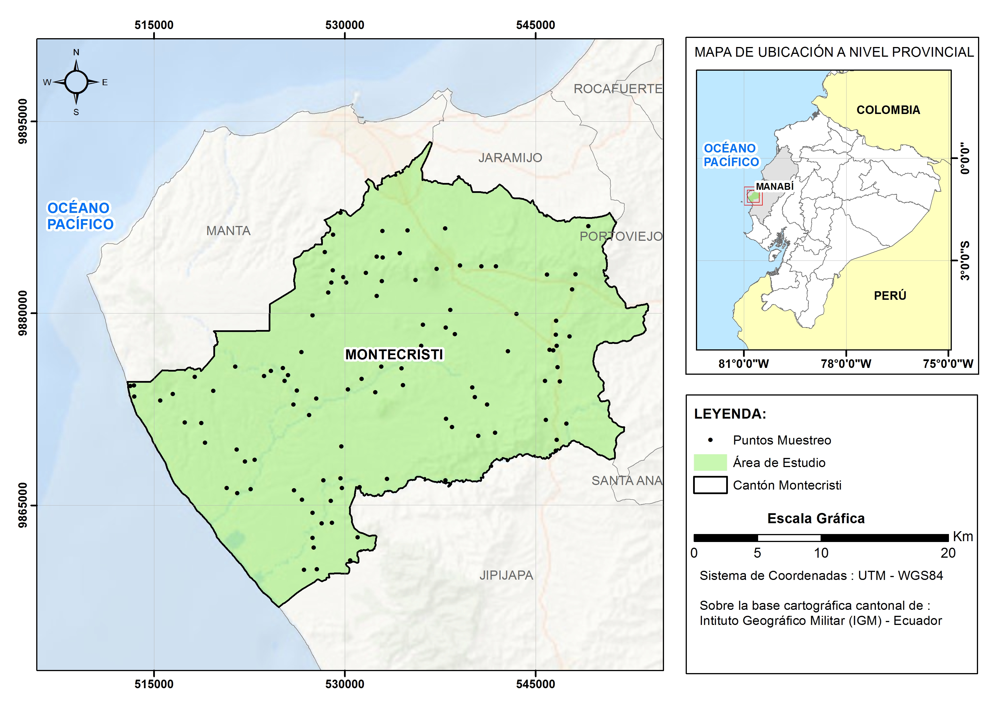 515000
530000
545000
N
W
E
S
9895000
9880000
9865000
ROCAFUERTE
JARAMIJO
OCÉANO
PACÍFICO
MANTA
PORTOVIEJO
MONTECRISTI
SANTA ANA
JIPIJAPA
515000
530000
545000
MAPA DE UBICACIÓN A NIVEL PROVINCIAL
COLOMBIA
OCÉANO
PACÍFICO
MANABÍ
PERÚ
0°0'0"
3°0'0"S
81°0'0"W
78°0'0"W
75°0'0"W
LEYENDA:
Puntos Muestreo
Área de Estudio
Cantón Montecristi
Escala Gráfica
Km
0 5 10 20
Sistema de Coordenadas : UTM - WGS84
Sobre la base cartográfica cantonal de :
Intituto Geográfico Militar (IGM) - Ecuador